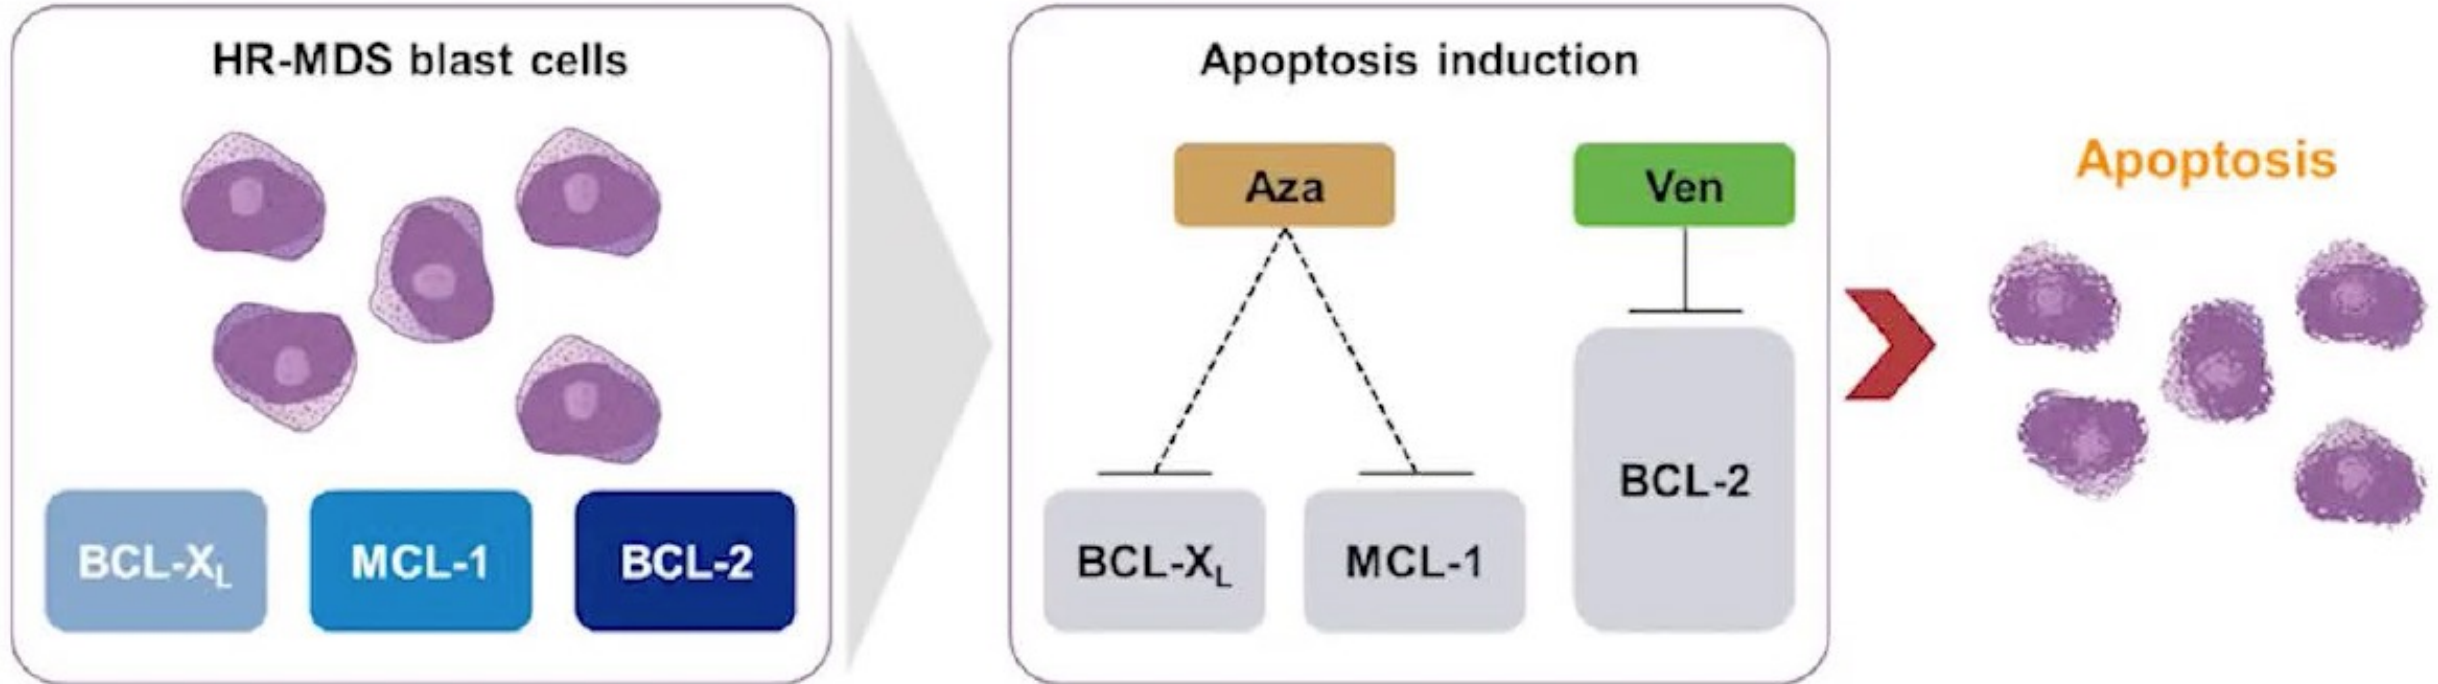 HR-MDS blast cells
BCL-XL
MCL-1
BCL-2
Apoptosis induction
Aza
Ven
BCL-XL
MCL-1
BCL-2
Apoptosis